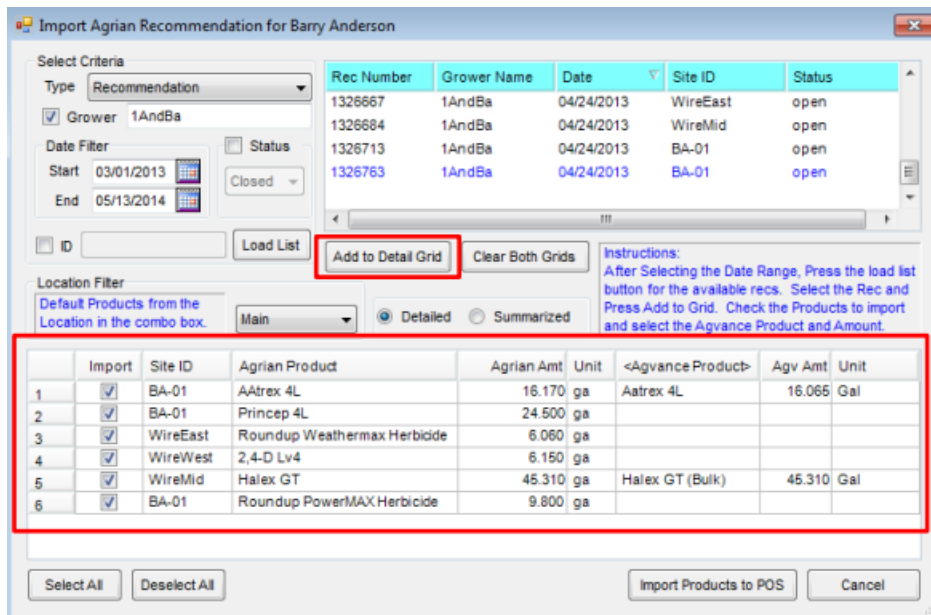 Import Agrian Recommendation for Barry Anderson
Select Criteria
Type Recommendation
Grower 1AndBa
Date Filter
Status
Start 03/01/2013
Closed
End 05/13/2014
ID
Load List
Rec Number Grower Name Date Site ID Status
1326667 1AndBa 04/24/2013 WireEast open
1326684 1AndBa 04/24/2013 WireMid open
1326713 1AndBa 04/24/2013 BA-01 open
1326763 1AndBa 04/24/2013 BA-01 open
Add to Detail Grid
Clear Both Grids
Instructions:
After Selecting the Date Range, Press the load list
button for the available recs. Select the Rec and
Press Add to Grid. Check the Products to import
and select the Agvance Product and Amount.
Location Filter
Default Products from the
Location in the combo box.
Main
Detailed
Summarized
Import Site ID Agrian Product Agrian Amt Unit <Agvance Product> Agv Amt Unit
1 BA-01 AAtrex 4L 16.170 ga Aatrex 4L 16.065 Gal
2 BA-01 Princep 4L 24.500 ga
3 WireEast Roundup Weathermax Herbicide 6.060 ga
4 WireWest 2,4-D Lv4 6.150 ga
5 WireMid Halex GT 45.310 ga Halex GT (Bulk) 45.310 Gal
6 BA-01 Roundup PowerMAX Herbicide 9.800 ga
Select All
Deselect All
Import Products to POS
Cancel